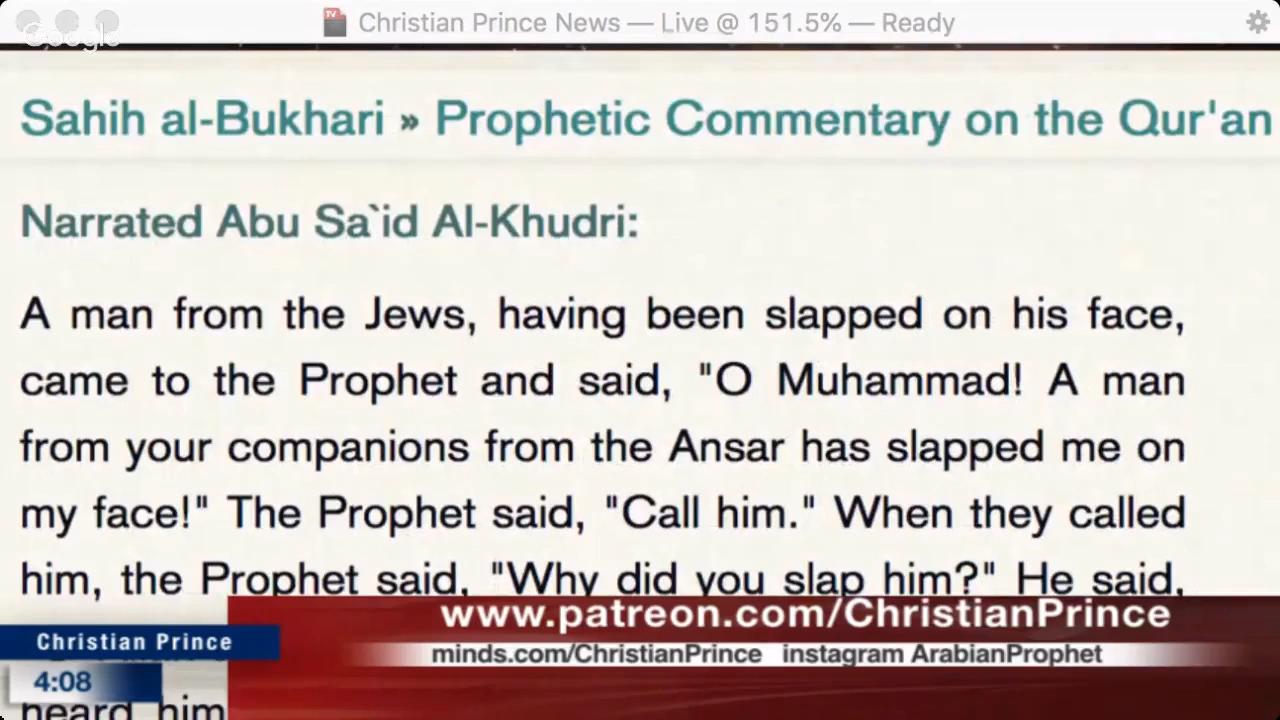 Christian Prince News — Live @ 151.5% — Ready
Google
Sahih al-Bukhari » Prophetic Commentary on the Qur'an
Narrated Abu Sa`id Al-Khudri:
A man from the Jews, having been slapped on his face,
came to the Prophet and said, "O Muhammad! A man
from your companions from the Ansar has slapped me on
my face!" The Prophet said, "Call him." When they called
him, the Prophet said, "Why did you slap him?" He said,
heard him
www.patreon.com/ChristianPrince
Christian Prince
minds.com/ChristianPrince instagram ArabianProphet
4:08